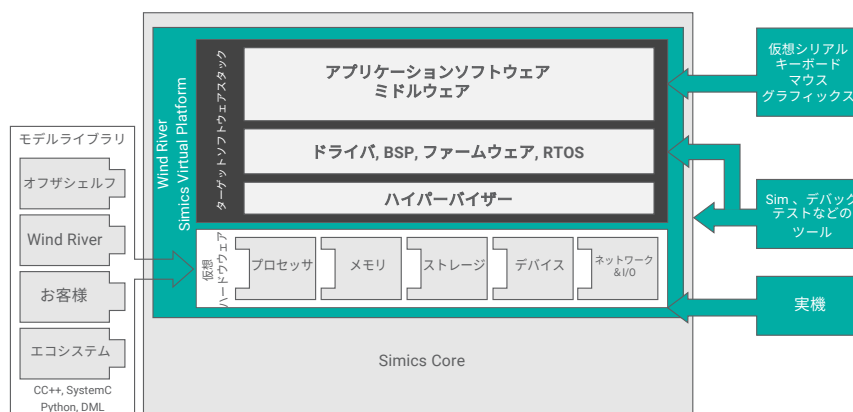 モデルライブラリ
オフザシェルフ
Wind River
お客様
エコシステム
CC++, SystemC
Python, DML
Wind River
Simics Virtual Platform
ターゲットソフトウェアスタック
アプリケーションソフトウェア
ミドルウェア
ドライバ, BSP, ファームウェア, RTOS
ハイパーバイザー
仮想
ハードウウェア
プロセッサ
メモリ
ストレージ
デバイス
ネットワーク
&I/O
Simics Core
仮想シリアル
キーボード
マウス
グラフィックス
Sim 、デバック
テストなどの
ツール
実機